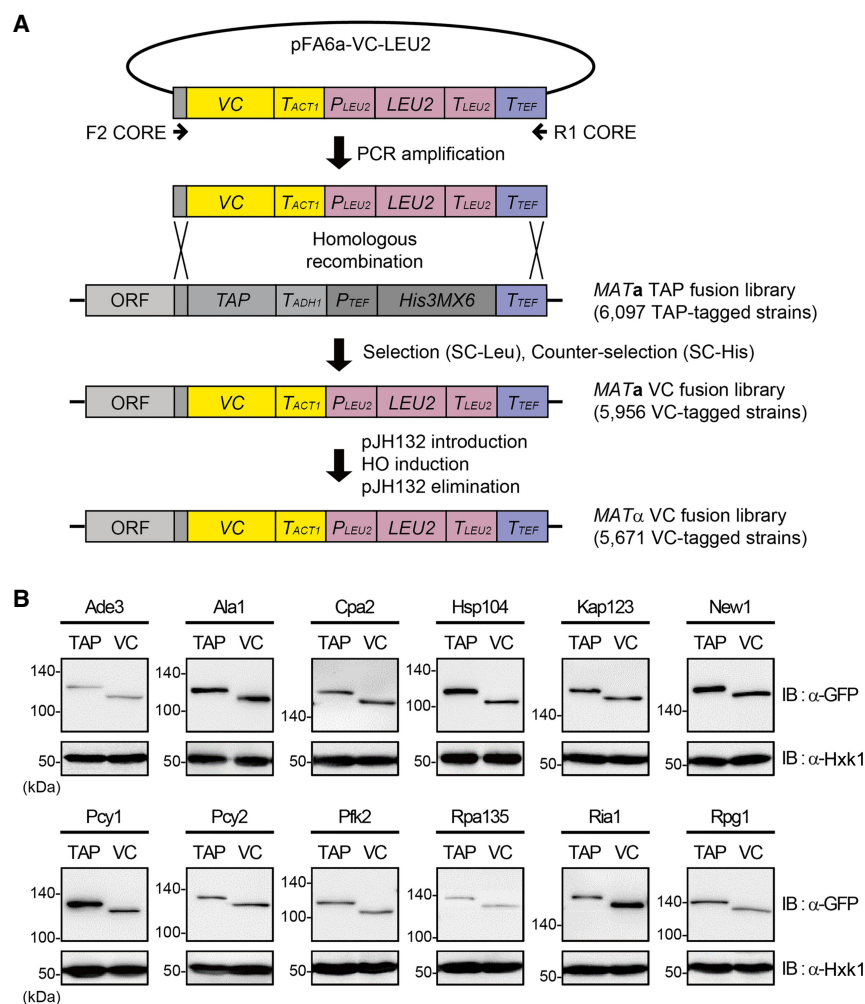 A
pFA6a-VC-LEU2
VC TACT1 PLEU2 LEU2 TLEU2 TTEF
F2 CORE R1 CORE
PCR amplification
VC TACT1 PLEU2 LEU2 TLEU2 TTEF
Homologous
recombination
ORF TAP TADH1 PTEF His3MX6 TTEF
MATa TAP fusion library
(6,097 TAP-tagged strains)
Selection (SC-Leu), Counter-selection (SC-His)
ORF VC TACT1 PLEU2 LEU2 TLEU2 TTEF
MATa VC fusion library
(5,956 VC-tagged strains)
pJH132 introduction
HO induction
pJH132 elimination
ORF VC TACT1 PLEU2 LEU2 TLEU2 TTEF
MATα VC fusion library
(5,671 VC-tagged strains)
B
Ade3 Ala1 Cpa2 Hsp104 Kap123 New1
TAP VC TAP VC TAP VC TAP VC TAP VC TAP VC
140- 140- 140- 140- 140- 140-
100- 100- 100-
IB : α-GFP
50- 50- 50- 50- 50- 50-
IB : α-Hxk1
(kDa)
Pcy1 Pcy2 Pfk2 Rpa135 Ria1 Rpg1
TAP VC TAP VC TAP VC TAP VC TAP VC TAP VC
140- 140- 140- 140- 140- 140-
100- 100- 100- 100- 100-
IB : α-GFP
50- 50- 50- 50- 50- 50-
IB : α-Hxk1
(kDa)